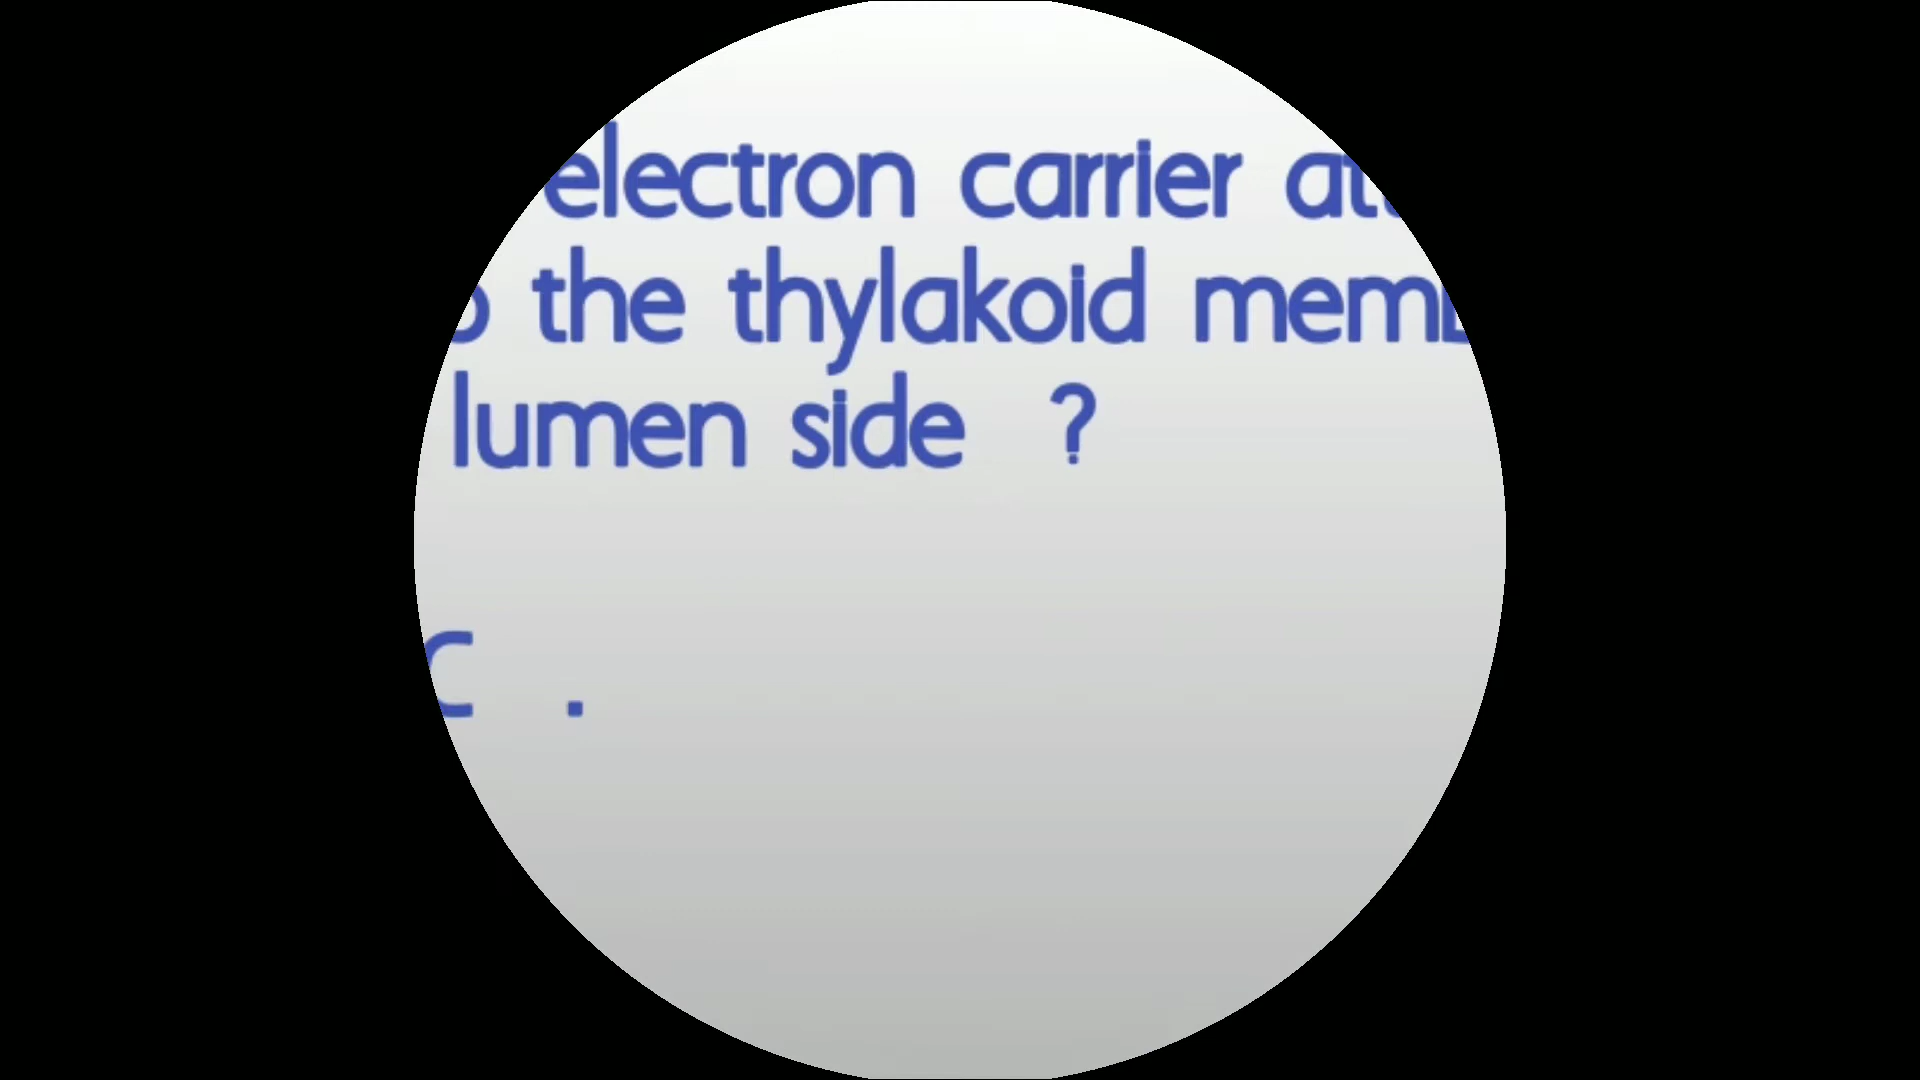 electron carrier
the thylakoid
lumen side ?
.